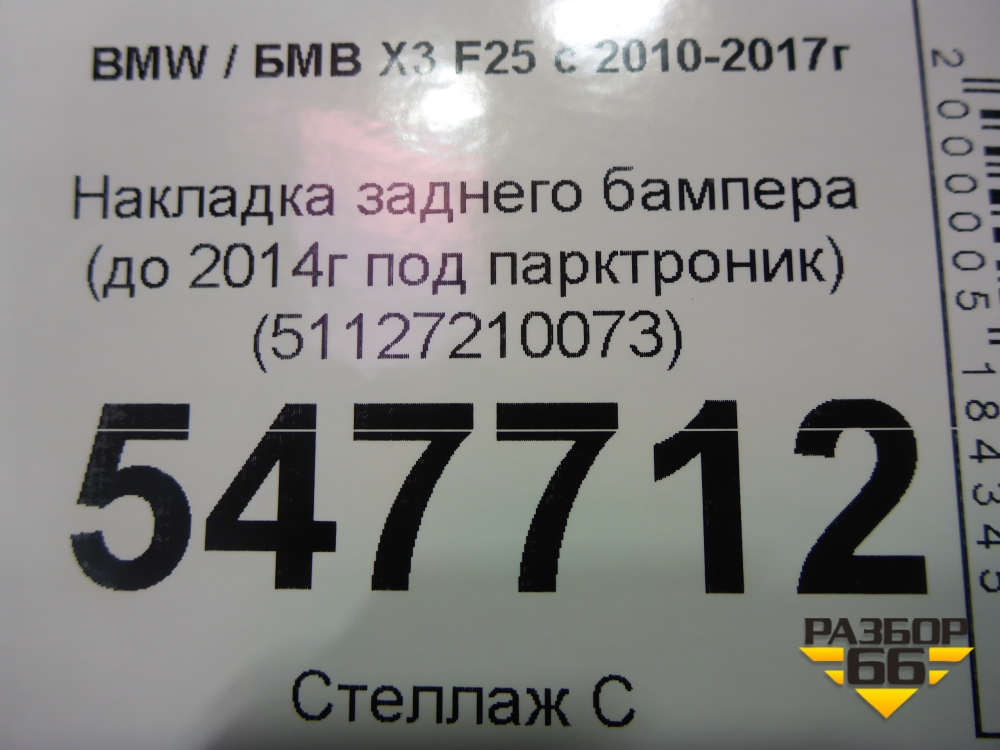 BMW / БМВ X3 F25 с 2010-2017г
Накладка заднего бампера
(до 2014г под парктроник)
(51127210073)
547712
Стеллаж С
2000005184345
РАЗБОР
66